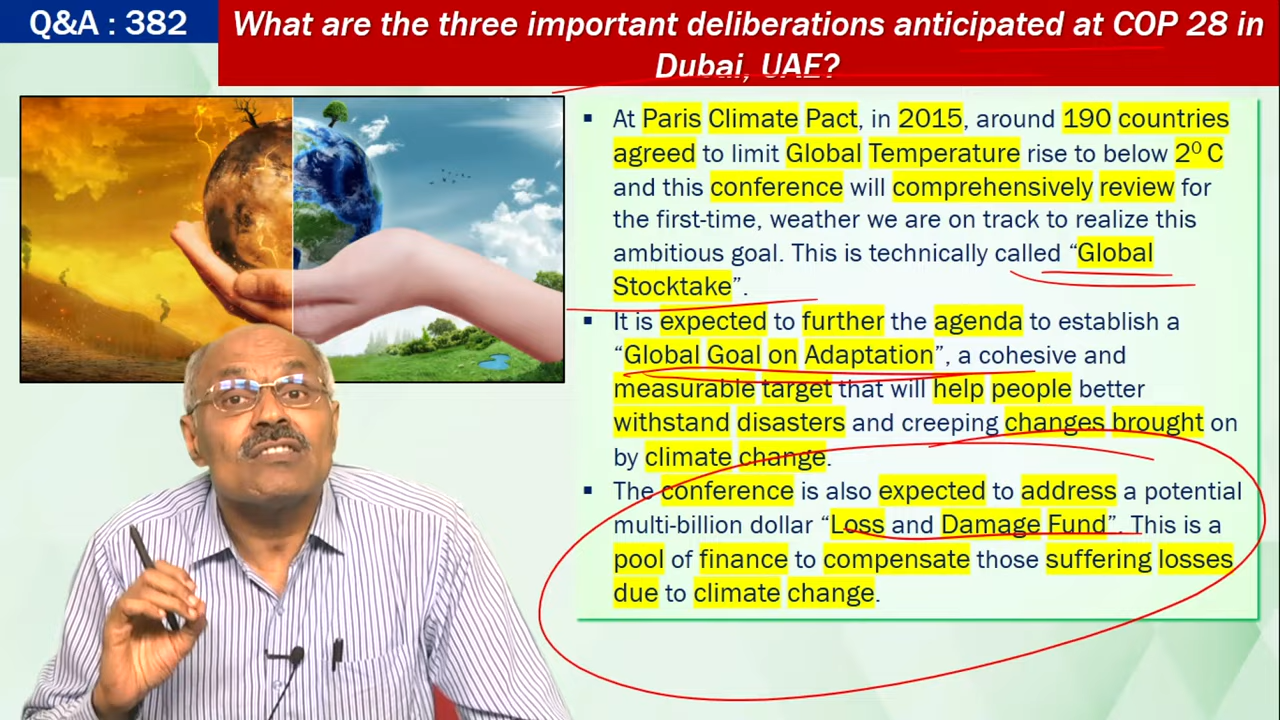 Q&A : 382
What are the three important deliberations anticipated at COP 28 in
Dubai, UAE?
▪ At Paris Climate Pact, in 2015, around 190 countries
agreed to limit Global Temperature rise to below 2⁰ C
and this conference will comprehensively review for
the first-time, weather we are on track to realize this
ambitious goal. This is technically called “Global
Stocktake”.
▪ It is expected to further the agenda to establish a
“Global Goal on Adaptation”, a cohesive and
measurable target that will help people better
withstand disasters and creeping changes brought on
by climate change.
▪ The conference is also expected to address a potential
multi-billion dollar “Loss and Damage Fund”. This is a
pool of finance to compensate those suffering losses
due to climate change.